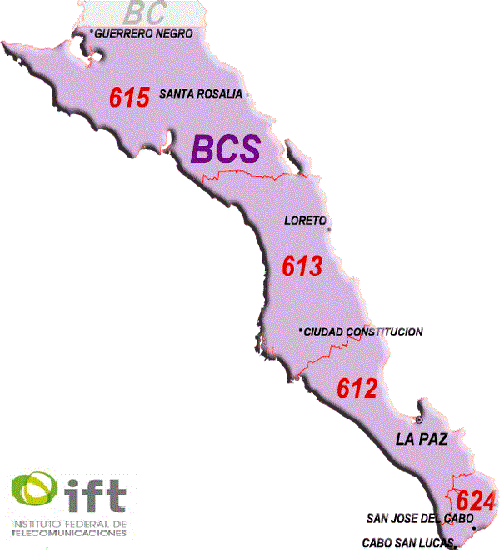 BC
GUERRERO NEGRO
615
SANTA ROSALIA
BCS
LORETO
613
CIUDAD CONSTITUCION
612
LA PAZ
624
SAN JOSE DEL CABO
CABO SAN LUCAS
ift
INSTITUTO FEDERAL DE
TELECOMUNICACIONES